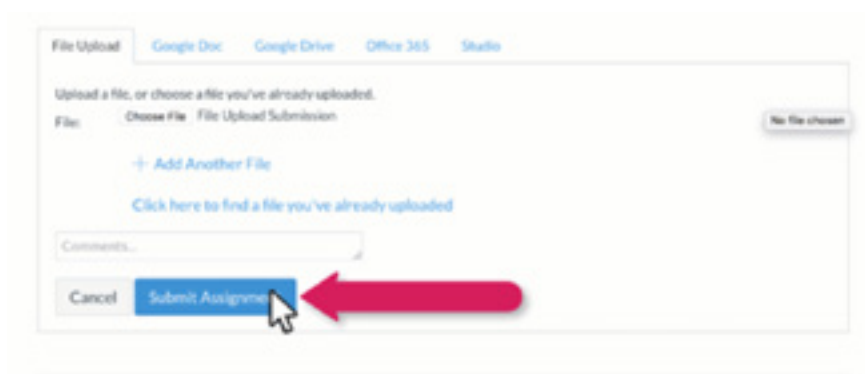 File Upload Google Doc Google Drive Office 365 Studio
Upload a file, or choose a file you've already uploaded.
File: Choose File File Upload Submission No file chosen
+ Add Another File
Click here to find a file you've already uploaded
Comments...
Cancel Submit Assignme